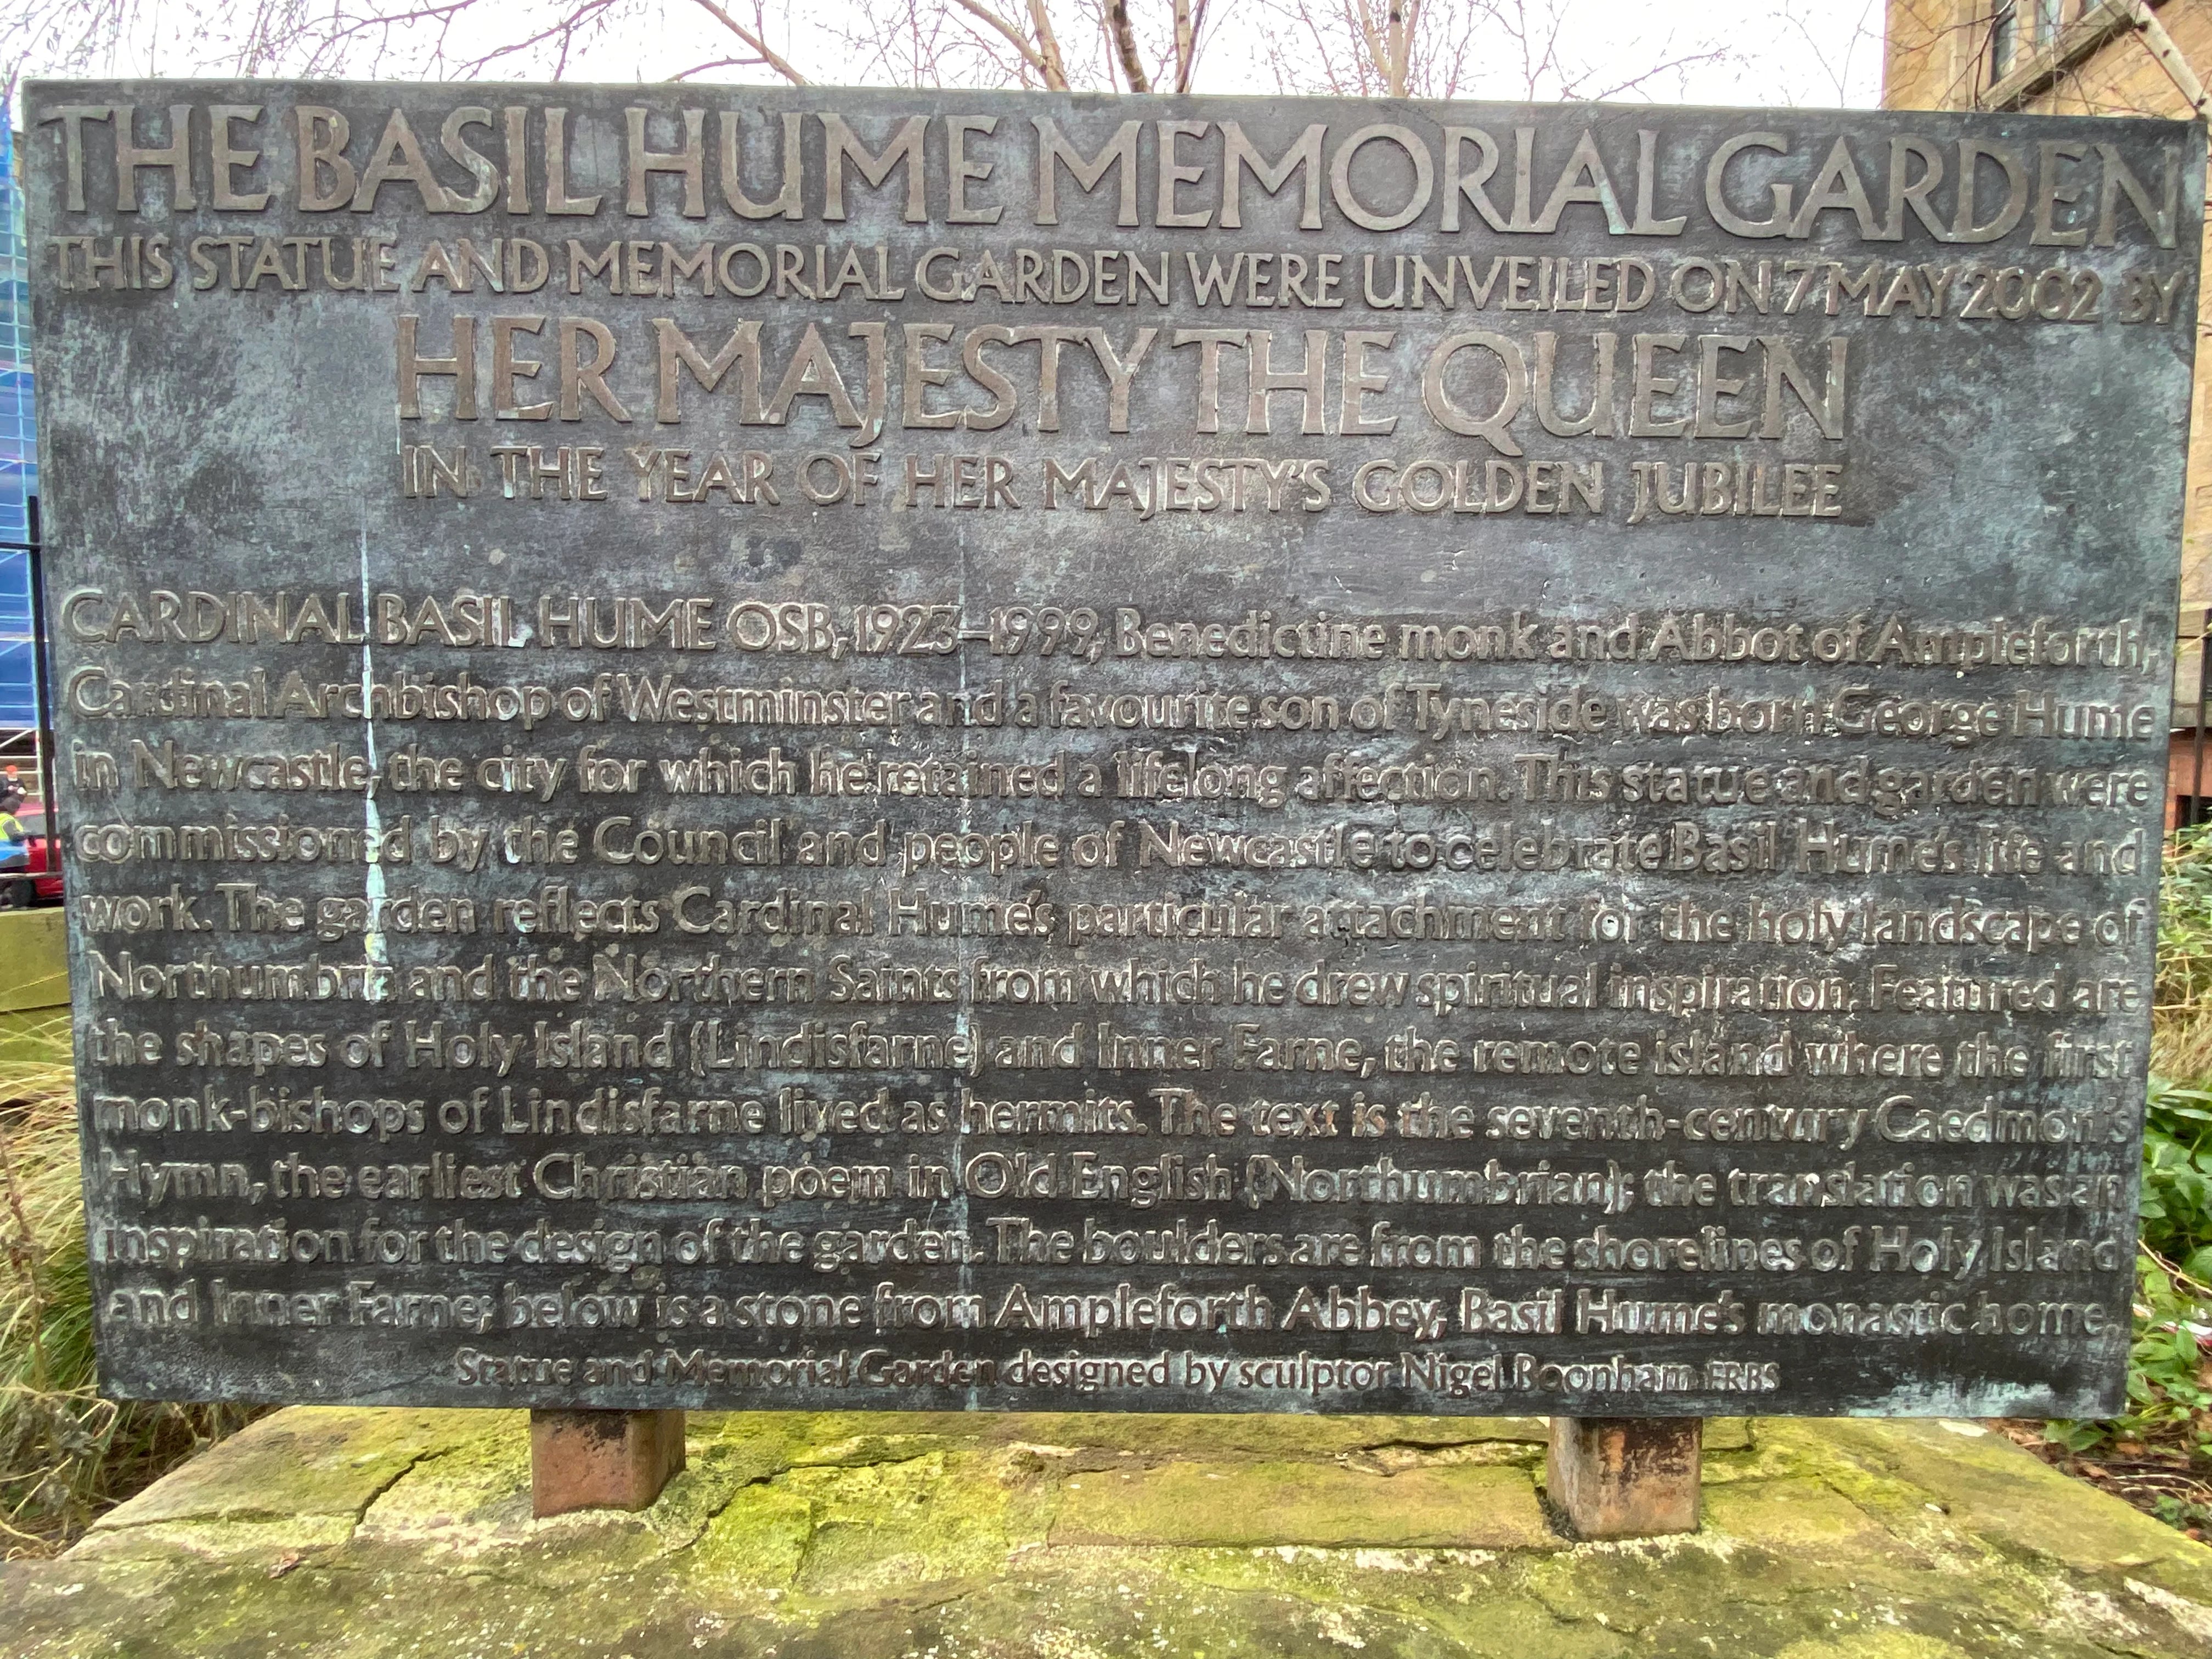 THE BASIL HUME MEMORIAL GARDEN
THIS STATUE AND MEMORIAL GARDEN WERE UNVEILED ON 7 MAY 2002 BY
HER MAJESTY THE QUEEN
IN THE YEAR OF HER MAJESTY'S GOLDEN JUBILEE
CARDINAL BASIL HUME OSB, 1923–1999, Benedictine monk and Abbot of Ampleforth,
Cardinal Archbishop of Westminster and a favourite son of Tyneside was born George Hume
in Newcastle, the city for which he retained a lifelong affection. This statue and garden were
commissioned by the Council and people of Newcastle to celebrate Basil Hume's life and
work. The garden reflects Cardinal Hume's particular attachment for the holy landscape of
Northumbria and the Northern Saints from which he drew spiritual inspiration. Featured are
the shapes of Holy Island (Lindisfarne) and Inner Farne, the remote island where the first
monk-bishops of Lindisfarne lived as hermits. The text is the seventh-century Caedmon's
Hymn, the earliest Christian poem in Old English (Northumbrian); the translation was an
inspiration for the design of the garden. The boulders are from the shorelines of Holy Island
and Inner Farne; below is a stone from Ampleforth Abbey, Basil Hume's monastic home.
Statue and Memorial Garden designed by sculptor Nigel Boonham FRBS